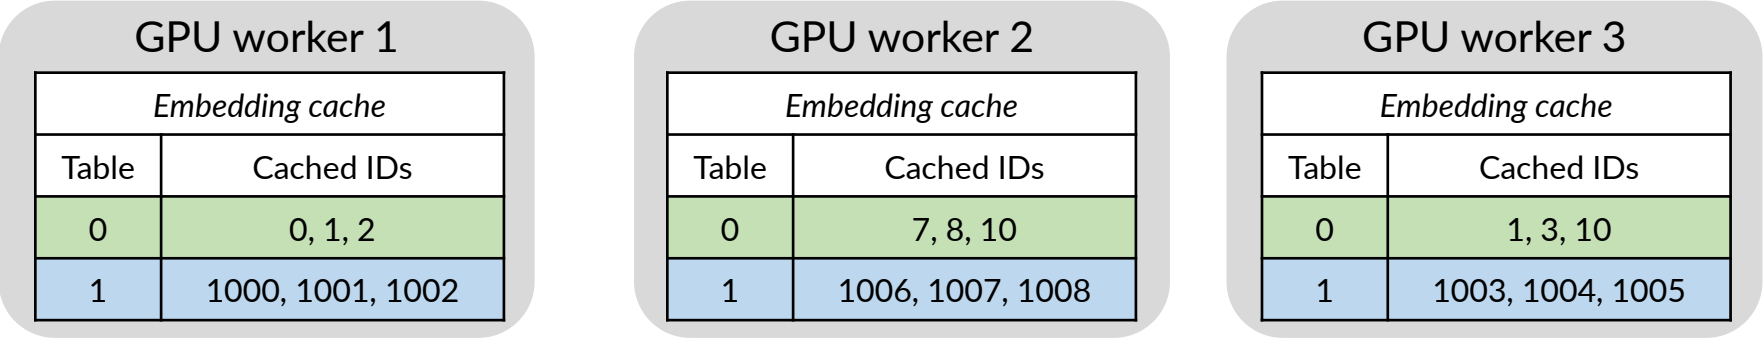 GPU worker 1
Embedding cache
Table Cached IDs
0 0, 1, 2
1 1000, 1001, 1002
GPU worker 2
Embedding cache
Table Cached IDs
0 7, 8, 10
1 1006, 1007, 1008
GPU worker 3
Embedding cache
Table Cached IDs
0 1, 3, 10
1 1003, 1004, 1005